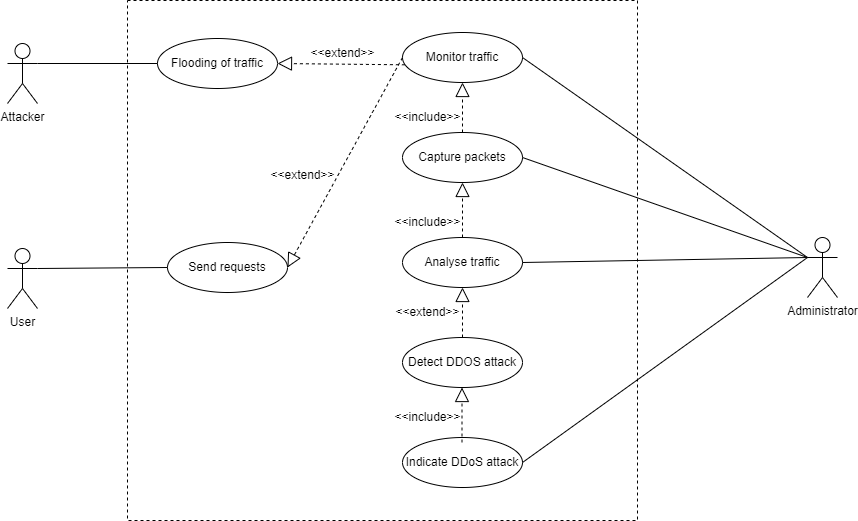 <<extend>>
Flooding of traffic
Monitor traffic
Attacker
<<include>>
Capture packets
<<extend>>
<<include>>
Send requests
Analyse traffic
User
Administrator
<<extend>>
Detect DDOS attack
<<include>>
Indicate DDoS attack